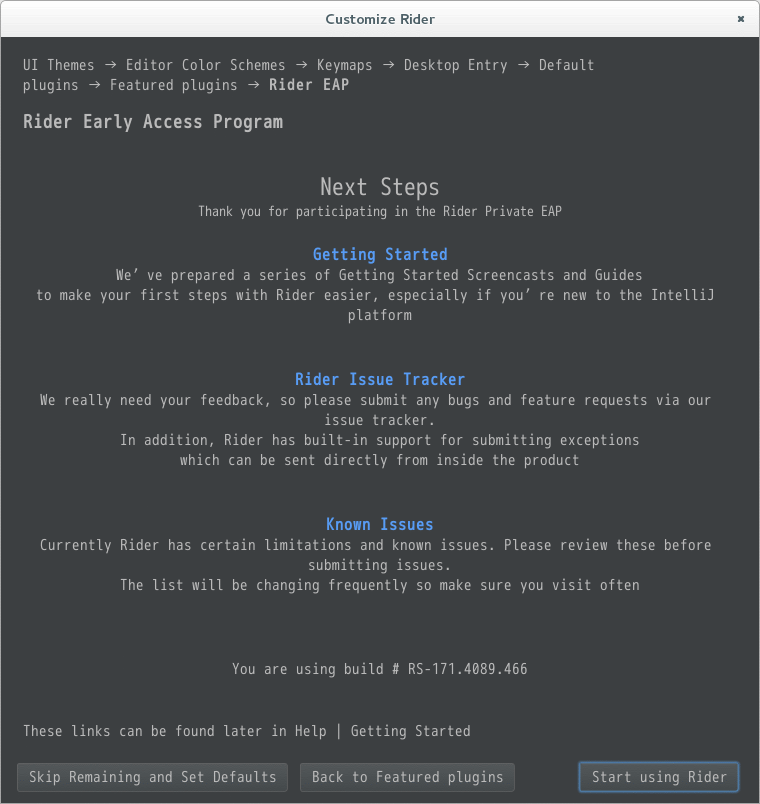 Customize Rider
UI Themes → Editor Color Schemes → Keymaps → Desktop Entry → Default
plugins → Featured plugins → Rider EAP
Rider Early Access Program
Next Steps
Thank you for participating in the Rider Private EAP
Getting Started
We’ve prepared a series of Getting Started Screencasts and Guides
to make your first steps with Rider easier, especially if you’re new to the IntelliJ
platform
Rider Issue Tracker
We really need your feedback, so please submit any bugs and feature requests via our
issue tracker.
In addition, Rider has built-in support for submitting exceptions
which can be sent directly from inside the product
Known Issues
Currently Rider has certain limitations and known issues. Please review these before
submitting issues.
The list will be changing frequently so make sure you visit often
You are using build # RS-171.4089.466
These links can be found later in Help | Getting Started
Skip Remaining and Set Defaults
Back to Featured plugins
Start using Rider